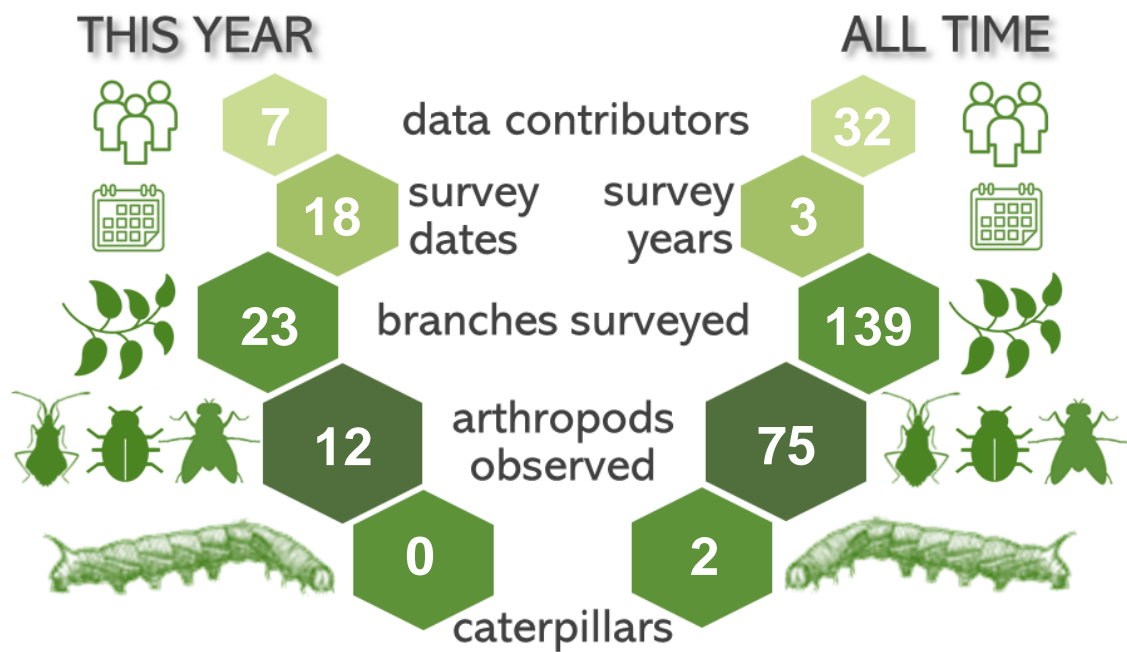 THIS YEAR
ALL TIME
7
data contributors
32
18
survey
dates
survey
years
3
23
branches surveyed
139
12
arthropods
observed
75
0
2
caterpillars